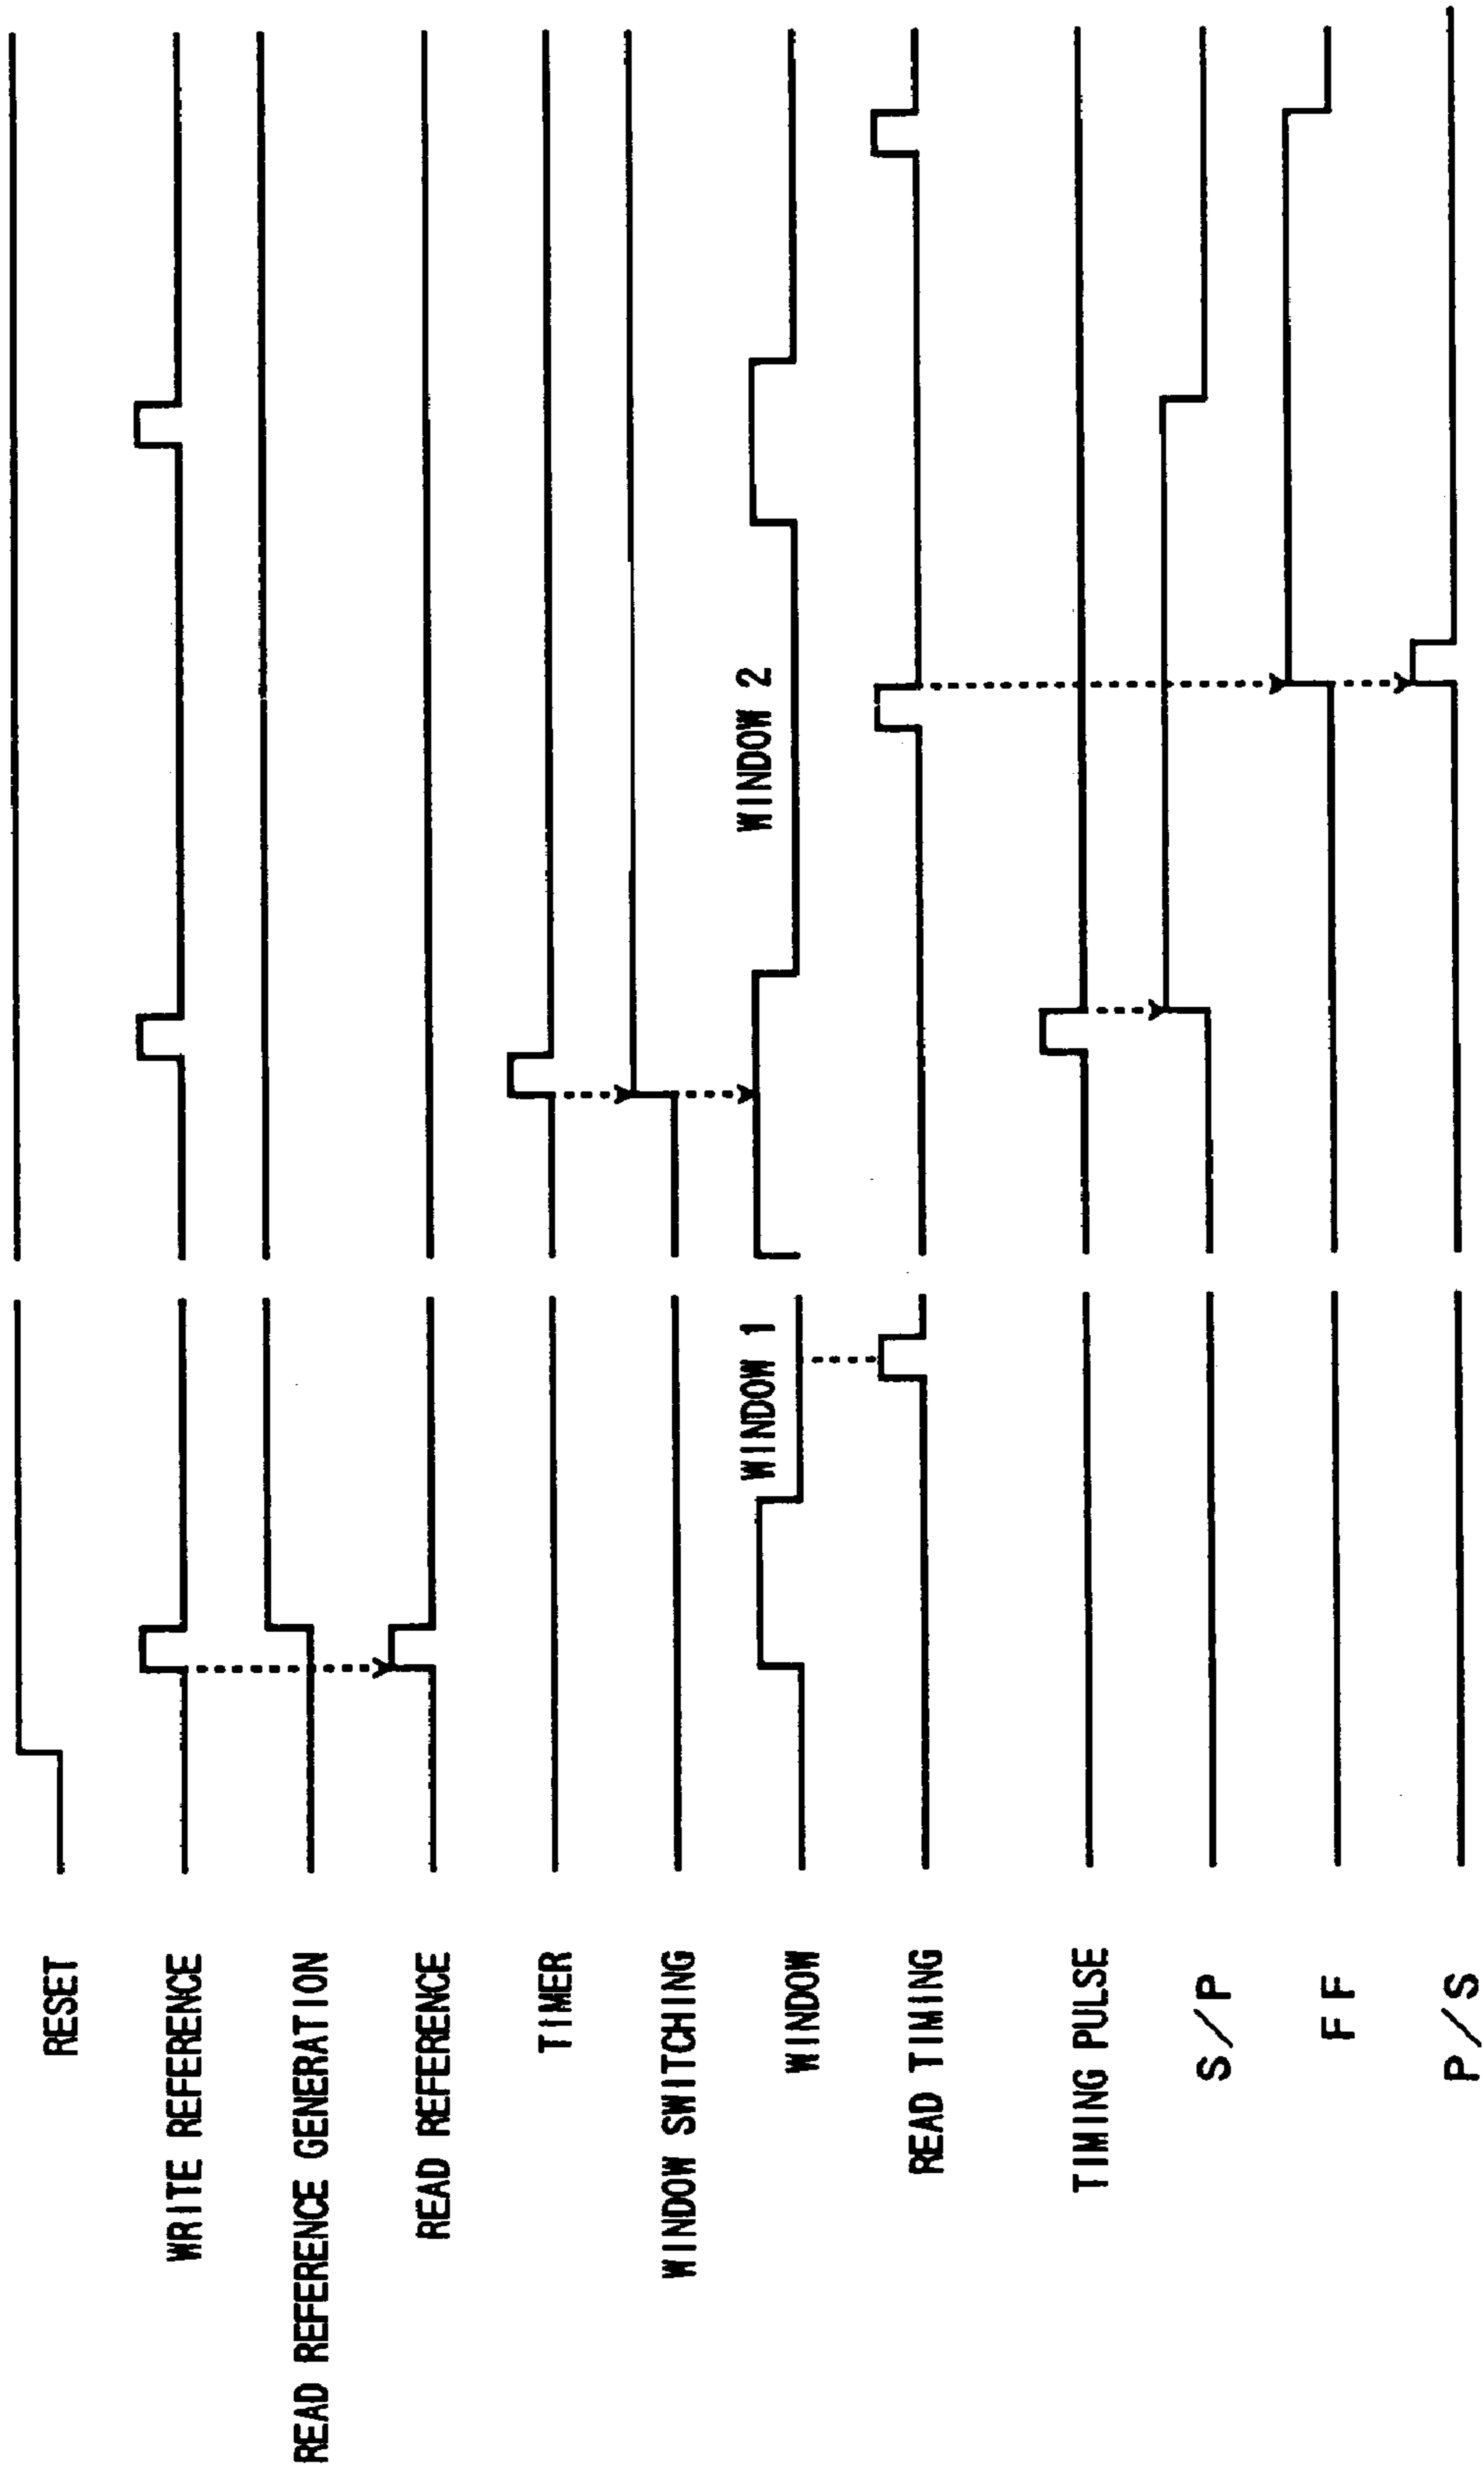 RESET
WRITE REFERENCE
READ REFERENCE GENERATION
READ REFERENCE
TIMER
WINDOW SWITCHING
WINDOW
WINDOW 1
WINDOW 2
READ TIMING
TIMING PULSE
S/P
FF
P/S